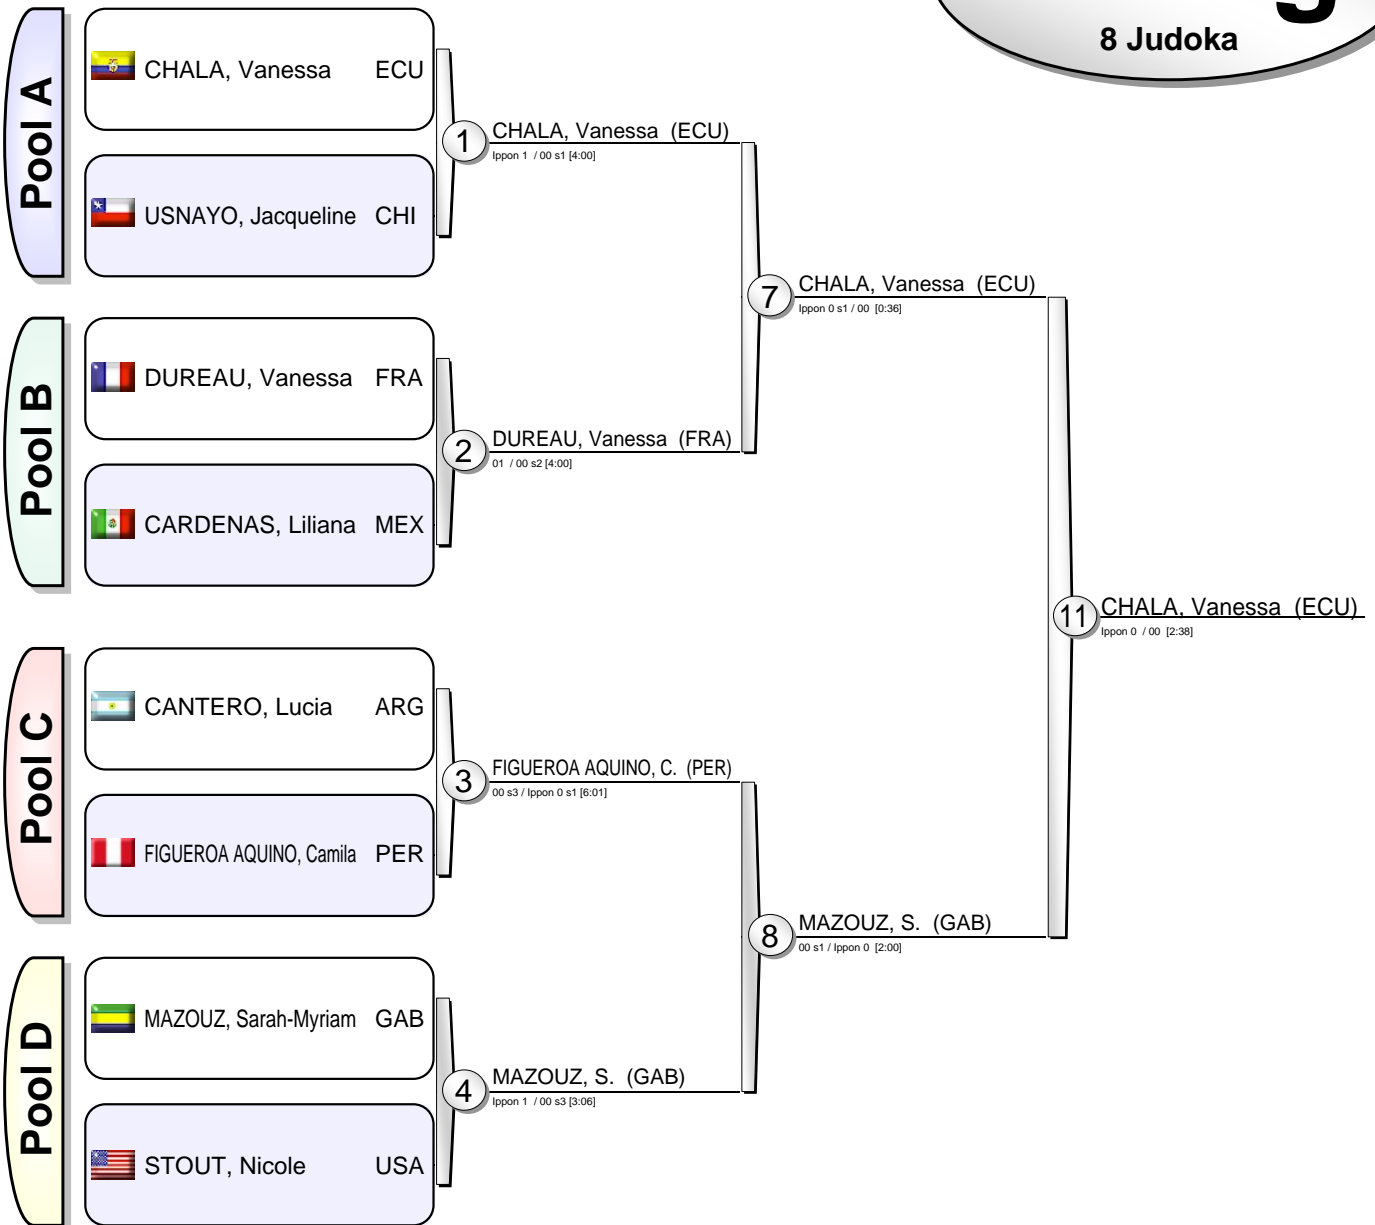 8 Judoka
Pool A
CHALA, Vanessa ECU
USNAYO, Jacqueline CHI
1
CHALA, Vanessa (ECU)
Ippon 1 / 00 s1 [4:00]
Pool B
DUREAU, Vanessa FRA
CARDENAS, Liliana MEX
2
DUREAU, Vanessa (FRA)
01 / 00 s2 [4:00]
7
CHALA, Vanessa (ECU)
Ippon 0 s1 / 00 [0:36]
Pool C
CANTERO, Lucia ARG
FIGUEROA AQUINO, Camila PER
3
FIGUEROA AQUINO, C. (PER)
00 s3 / Ippon 0 s1 [6:01]
Pool D
MAZOUZ, Sarah-Myriam GAB
STOUT, Nicole USA
4
MAZOUZ, S. (GAB)
Ippon 1 / 00 s3 [3:06]
8
MAZOUZ, S. (GAB)
00 s1 / Ippon 0 [2:00]
11
CHALA, Vanessa (ECU)
Ippon 0 / 00 [2:38]